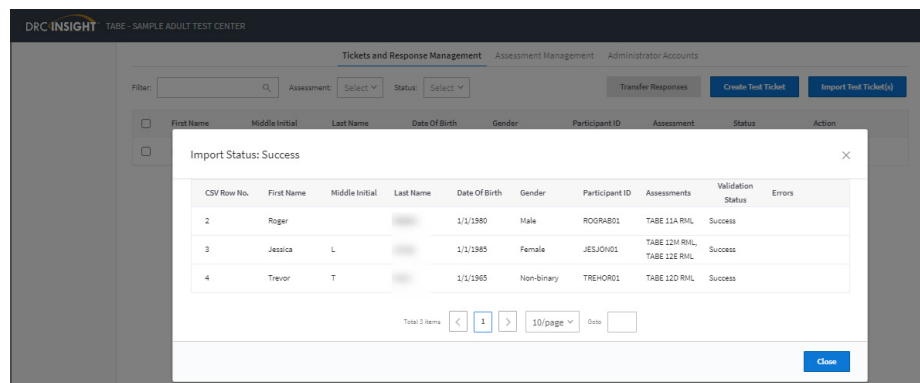 DRC INSIGHT TABE - SAMPLE ADULT TEST CENTER
Tickets and Response Management Assessment Management Administrator Accounts
Filter: Assessment: Select Status: Select Transfer Responses Create Test Ticket Import Test Ticket(s)
First Name Middle Initial Last Name Date Of Birth Gender Participant ID Assessment Status Action
Import Status: Success
CSV Row No. First Name Middle Initial Last Name Date Of Birth Gender Participant ID Assessments Validation Status Errors
2 Roger 1/1/1980 Male ROGRAB01 TABE 11A RML Success
3 Jessica L 1/1/1985 Female JESJON01 TABE 12M RML, TABE 12E RML Success
4 Trevor T 1/1/1965 Non-binary TREHOR01 TABE 12D RML Success
Total 3 items < 1 > 10/page Goto
Close